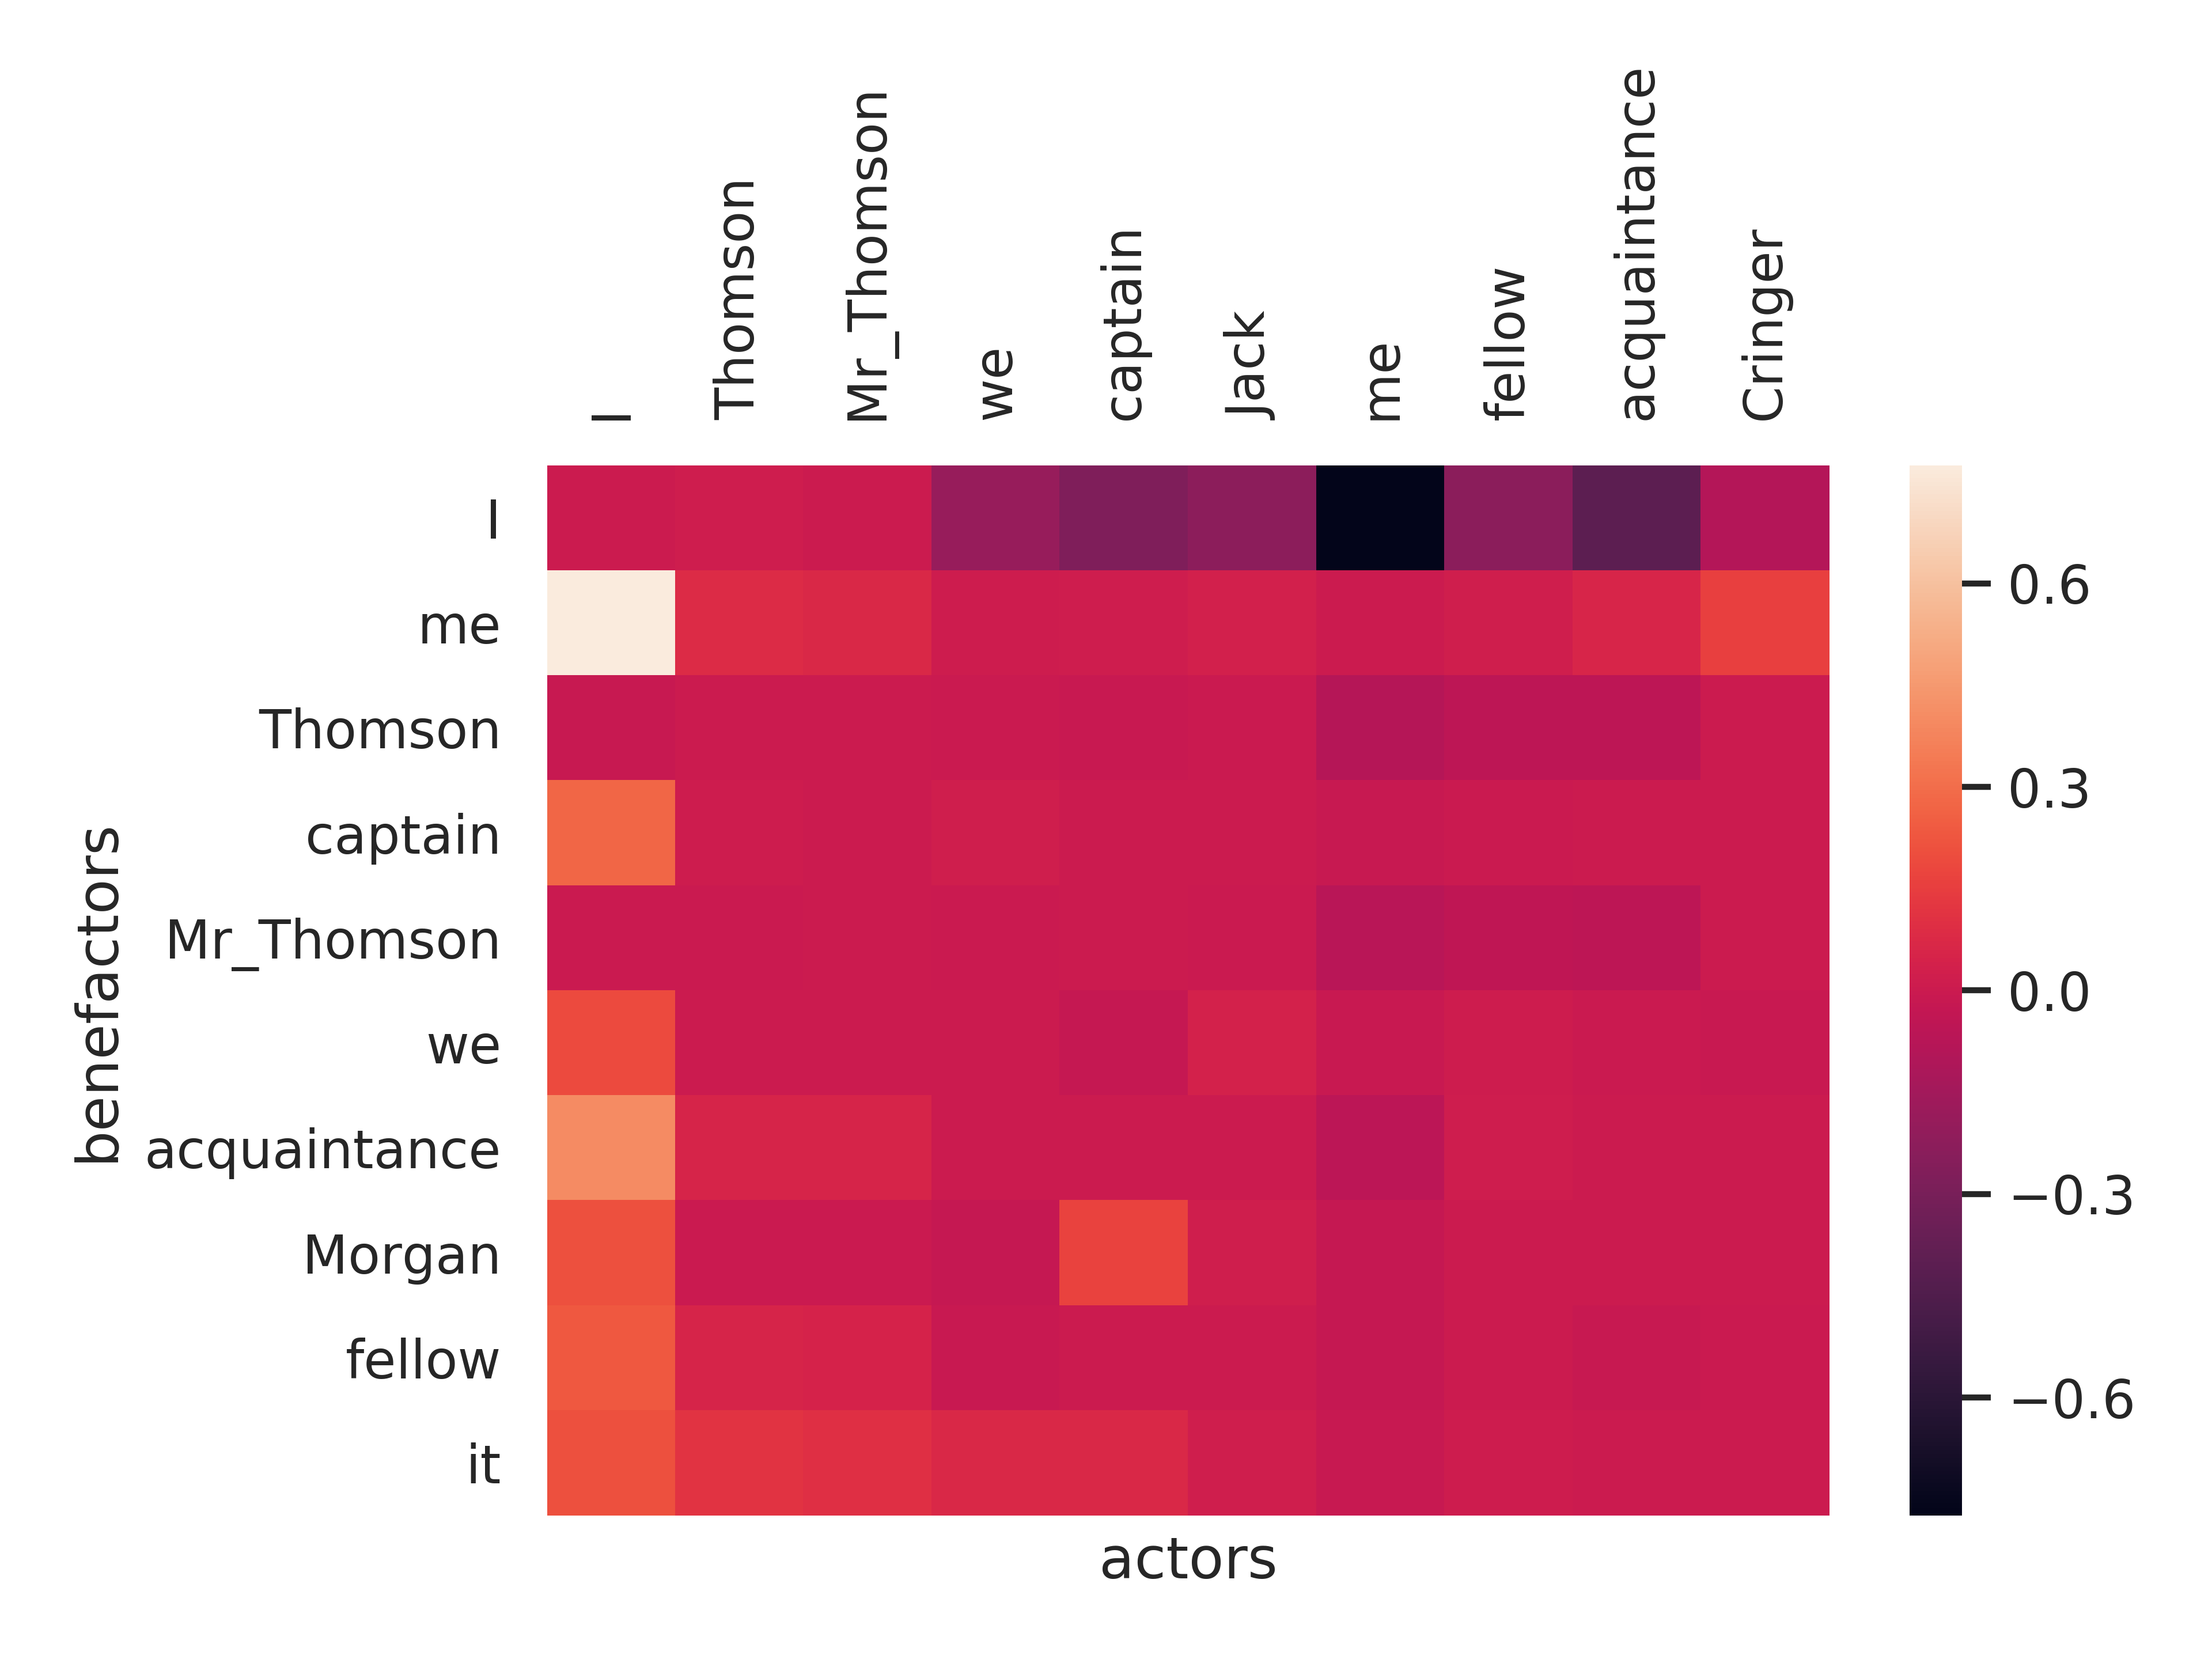 I
Thomson
Mr_Thomson
we
captain
Jack
me
fellow
acquaintance
Cringer
benefactors
I
me
Thomson
captain
Mr_Thomson
we
acquaintance
Morgan
fellow
it
actors
0.6
0.3
0.0
−0.3
−0.6